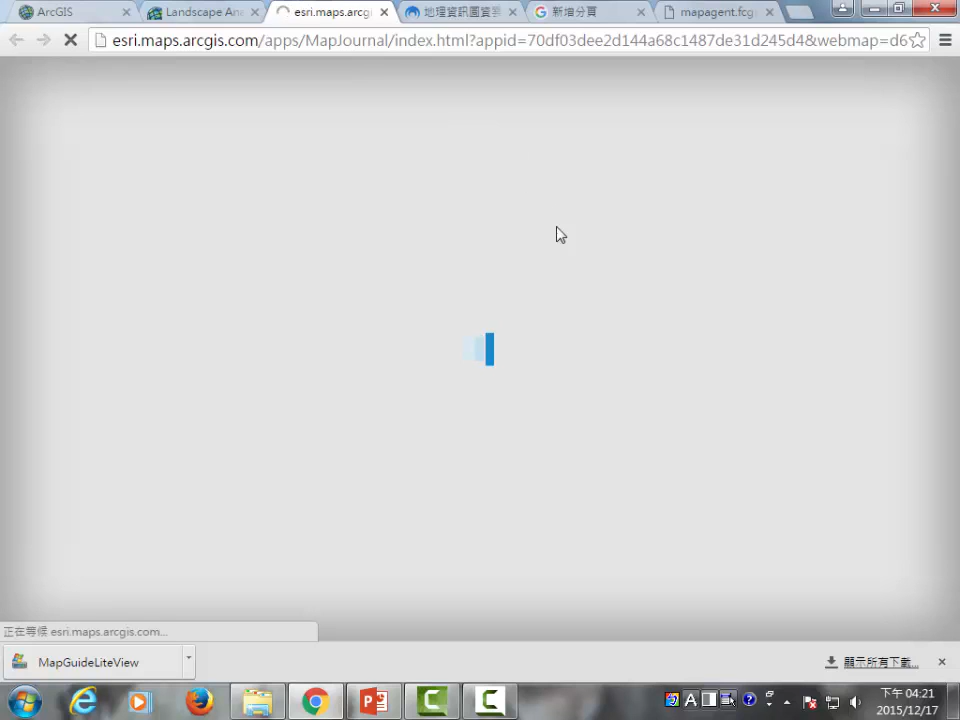 ArcGIS
Landscape An
esri.maps.arcg
地理資訊圖資雲
新增分頁
mapagent.fcg
esri.maps.arcgis.com/apps/MapJournal/index.html?appid=70df03dee2d144a68c1487de31d245d4&webmap=d6
正在等候 esri.maps.arcgis.com...
MapGuideLiteView
顯示所有下載...
下午 04:21
2015/12/17